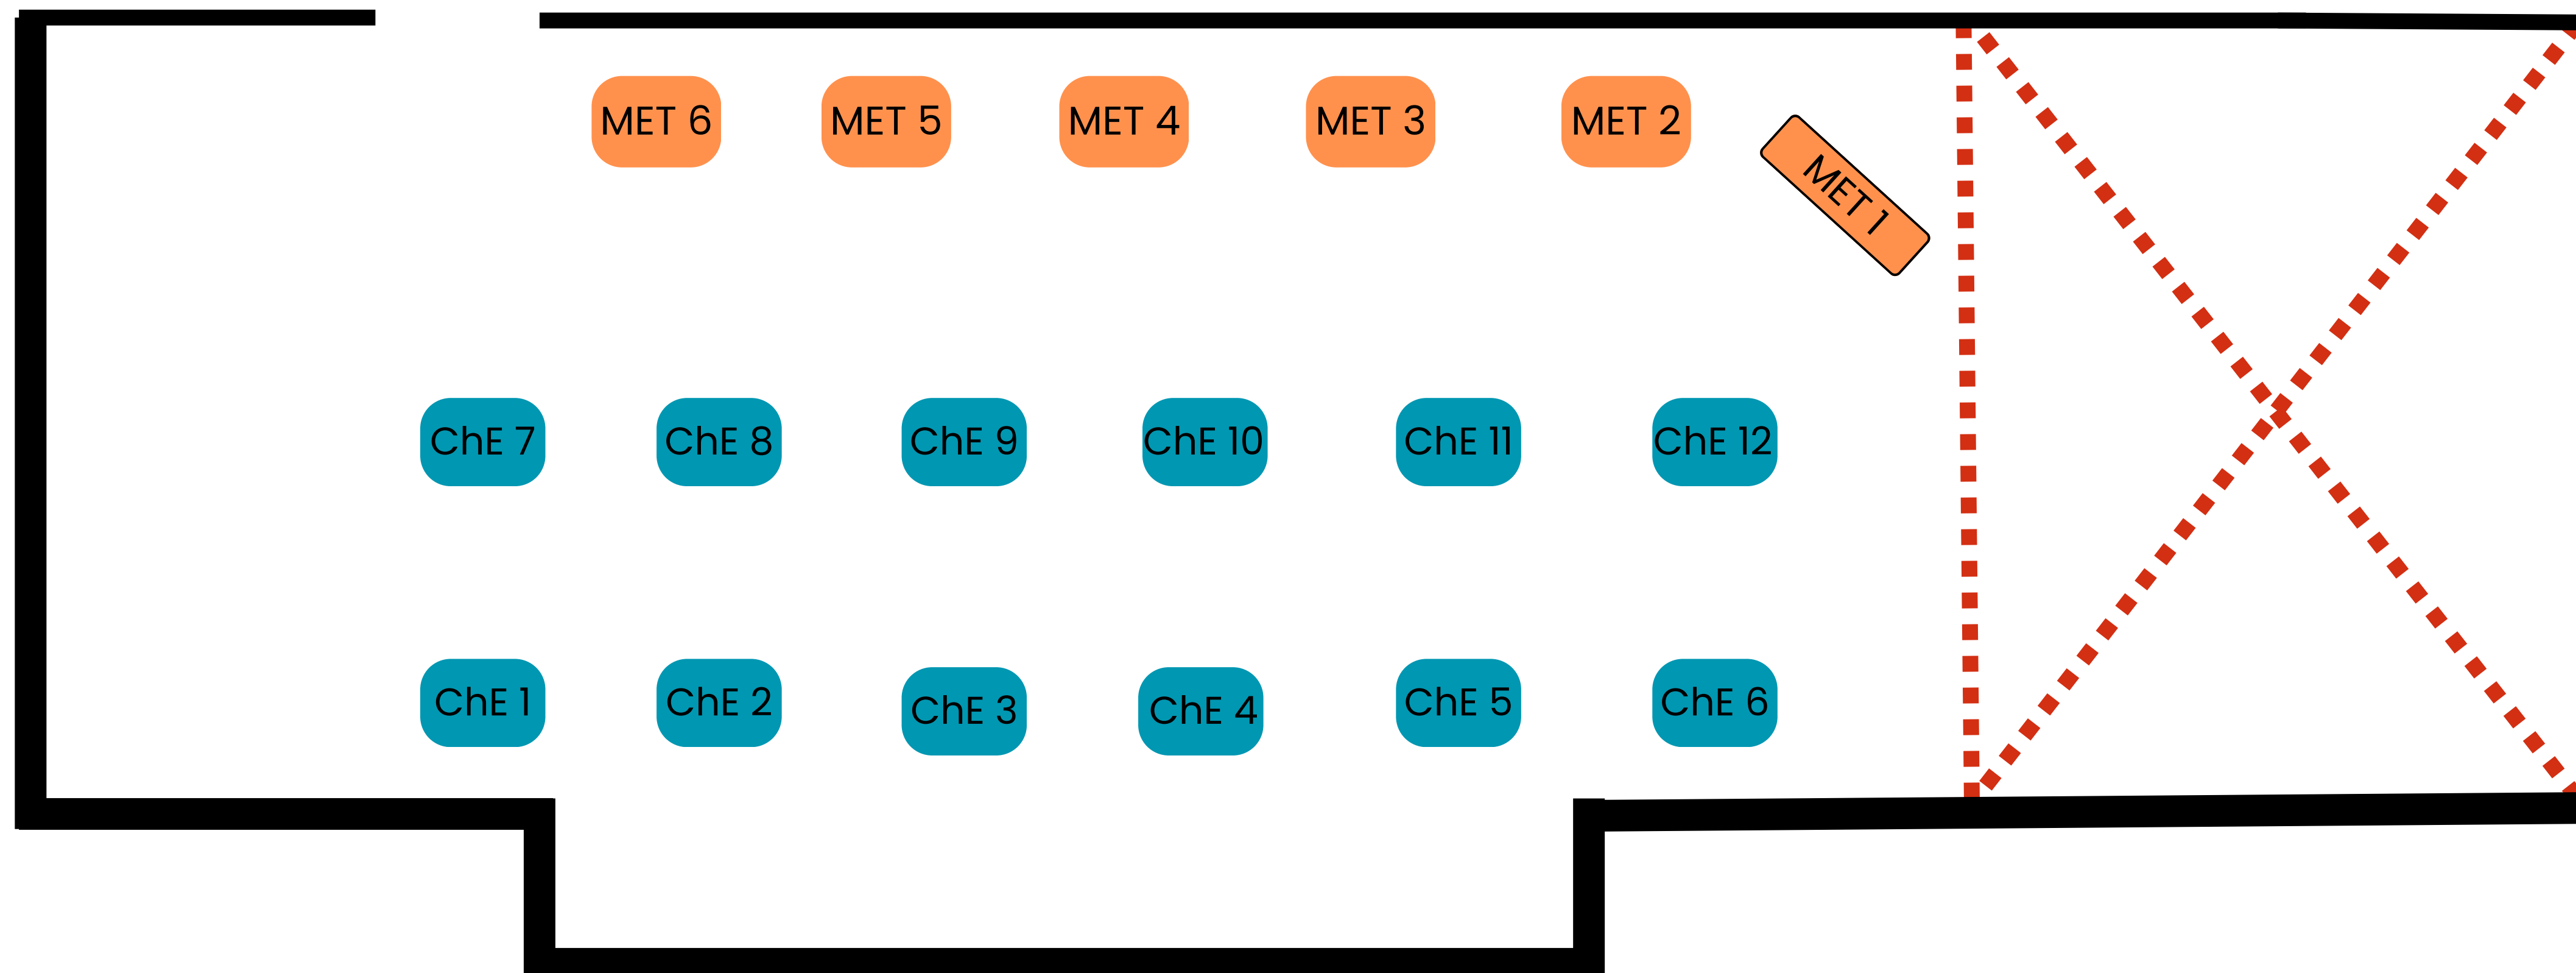 MET 6
MET 5
MET 4
MET 3
MET 2
MET 1
ChE 7
ChE 8
ChE 9
ChE 10
ChE 11
ChE 12
ChE 1
ChE 2
ChE 3
ChE 4
ChE 5
ChE 6